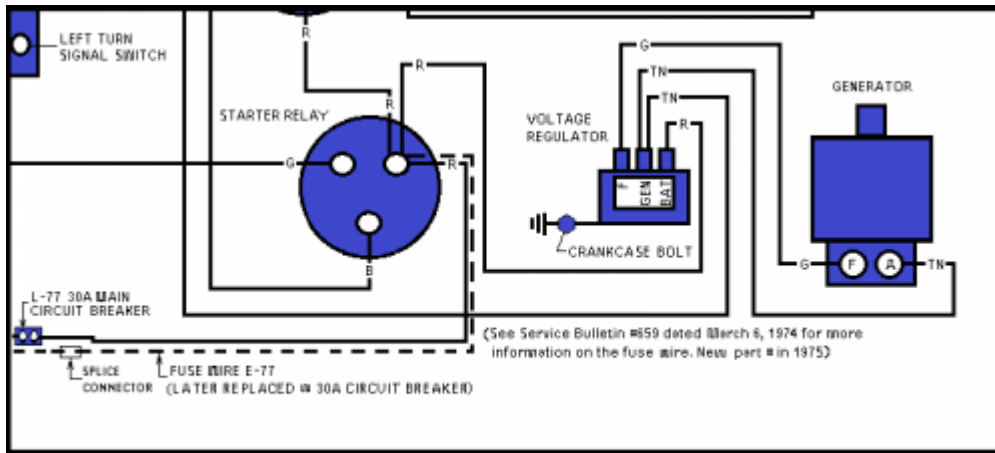 LEFT TURN
SIGNAL SWITCH
R
G
TN
TN
R
R
R
STARTER RELAY
VOLTAGE
REGULATOR
GENERATOR
G
R
F
GEN
BAT
CRANKCASE BOLT
B
G
F
A
TN
L-77 30A MAIN
CIRCUIT BREAKER
(See Service Bulletin #659 dated March 6, 1974 for more
information on the fuse wire. New part # in 1975)
SPLICE
CONNECTOR
FUSE WIRE E-77
(LATER REPLACED W 30A CIRCUIT BREAKER)